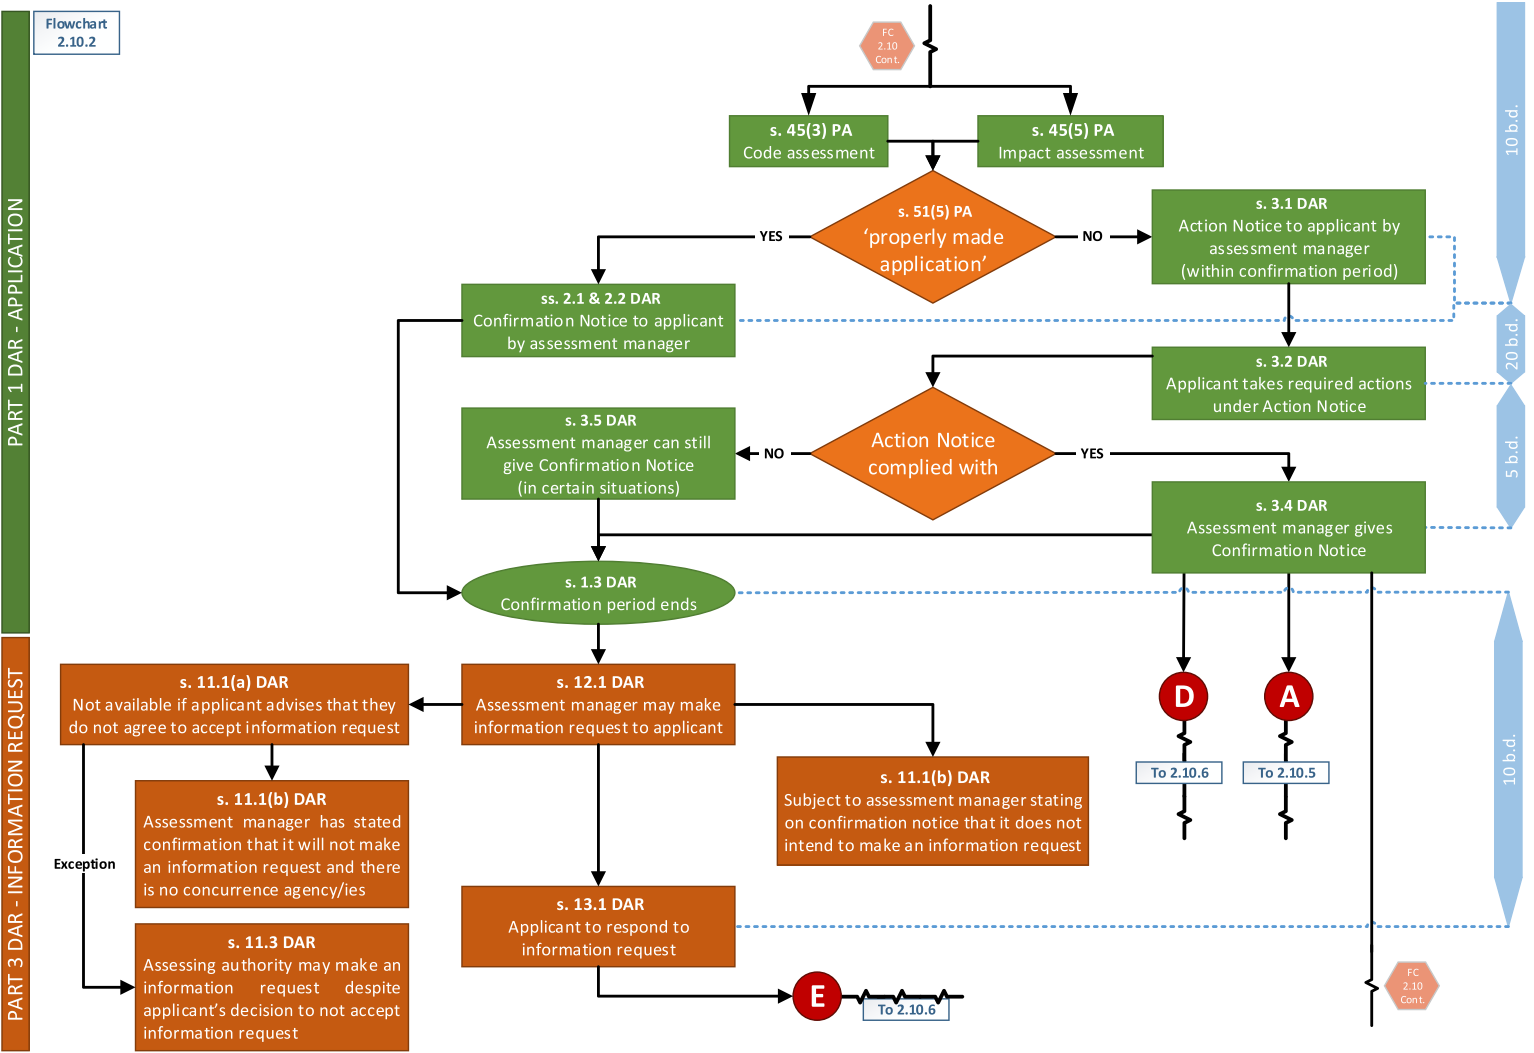 Flowchart
2.10.2
FC
2.10
Cont.
10 b.d.
s. 45(3) PA
Code assessment
s. 45(5) PA
Impact assessment
PART 1 DAR - APPLICATION
s. 51(5) PA
‘properly made
application’
YES
NO
s. 3.1 DAR
Action Notice to applicant by
assessment manager
(within confirmation period)
ss. 2.1 & 2.2 DAR
Confirmation Notice to applicant
by assessment manager
20 b.d.
s. 3.2 DAR
Applicant takes required actions
under Action Notice
s. 3.5 DAR
Assessment manager can still
give Confirmation Notice
(in certain situations)
NO
Action Notice
complied with
YES
5 b.d.
s. 3.4 DAR
Assessment manager gives
Confirmation Notice
s. 1.3 DAR
Confirmation period ends
PART 3 DAR - INFORMATION REQUEST
s. 11.1(a) DAR
Not available if applicant advises that they
do not agree to accept information request
s. 12.1 DAR
Assessment manager may make
information request to applicant
D
A
To 2.10.6
To 2.10.5
10 b.d.
s. 11.1(b) DAR
Subject to assessment manager stating
on confirmation notice that it does not
intend to make an information request
s. 11.1(b) DAR
Assessment manager has stated
confirmation that it will not make
an information request and there
is no concurrence agency/ies
Exception
s. 13.1 DAR
Applicant to respond to
information request
s. 11.3 DAR
Assessing authority may make an
information request despite
applicant’s decision to not accept
information request
E
To 2.10.6
FC
2.10
Cont.